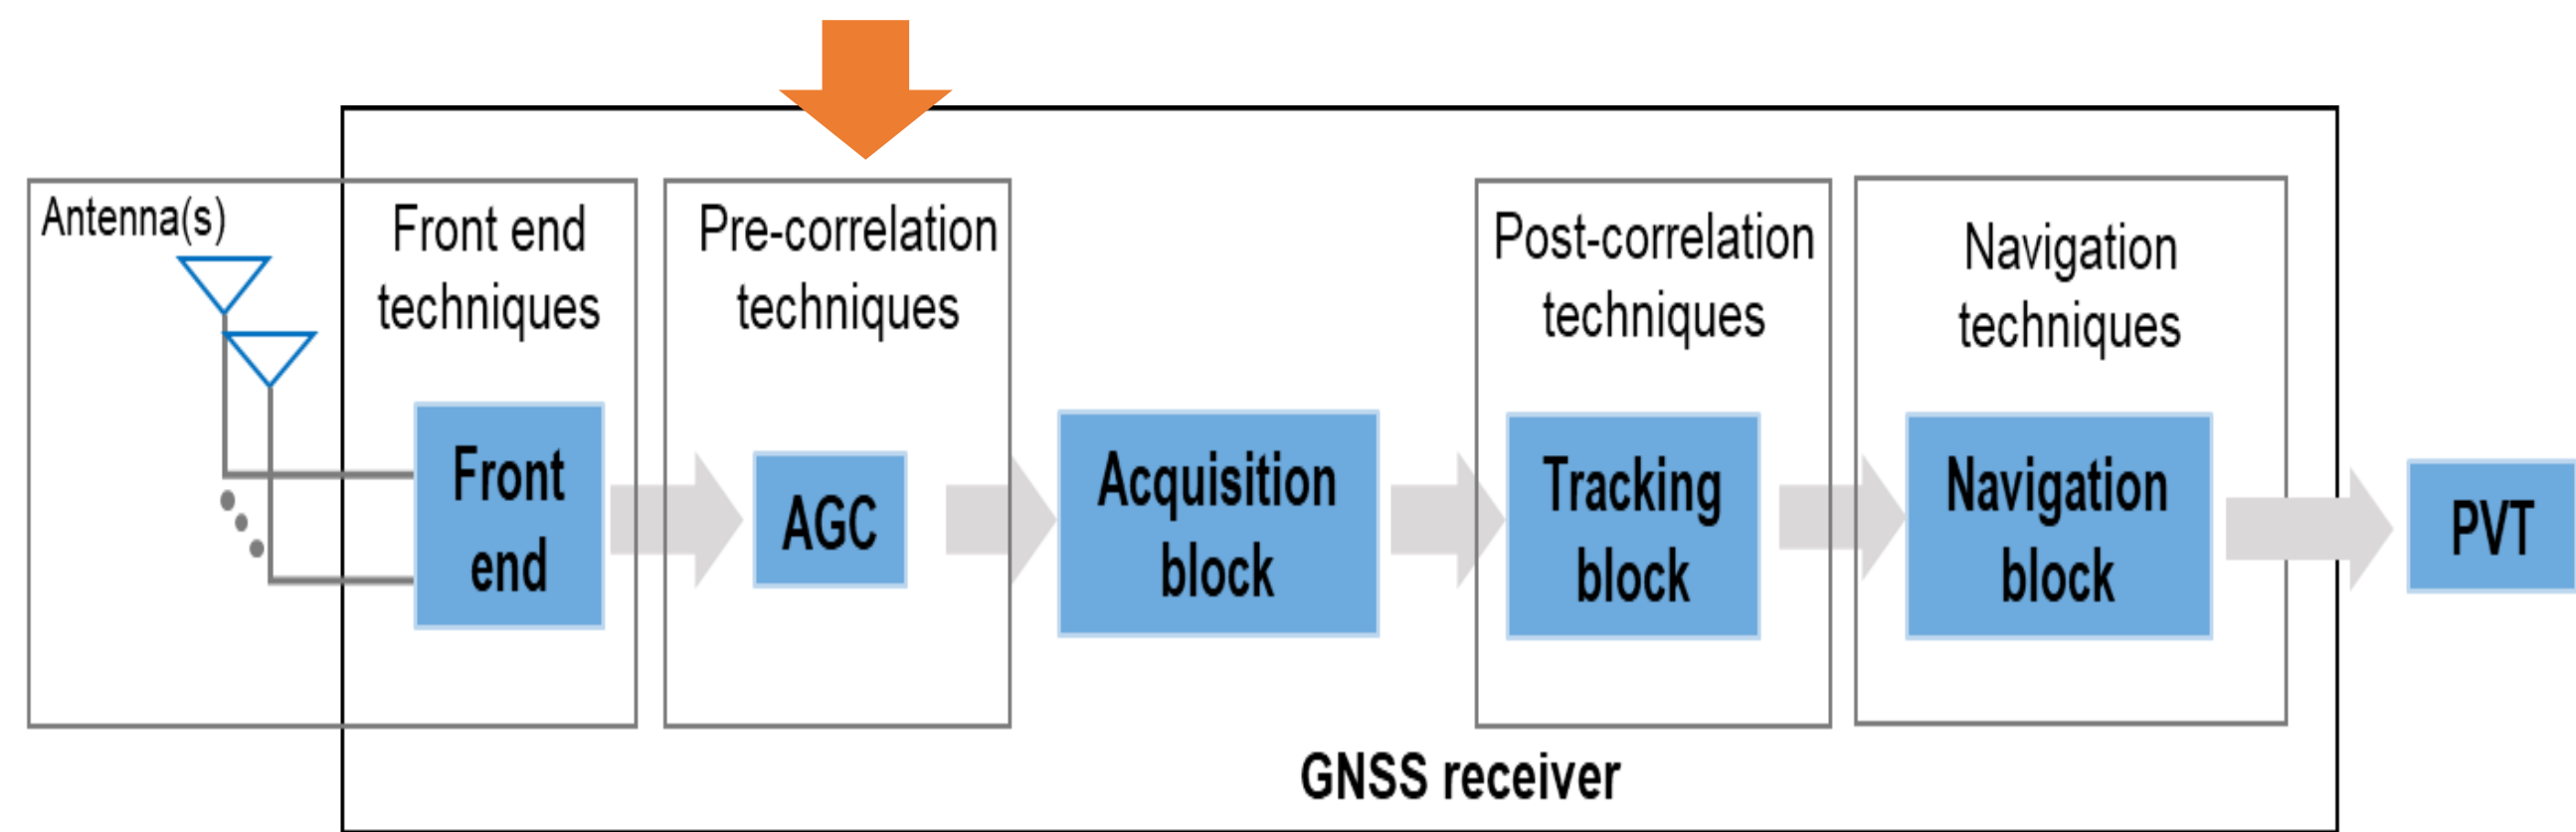 Antenna(s)
Front end
techniques
Pre-correlation
techniques
Post-correlation
techniques
Navigation
techniques
Front
end
AGC
Acquisition
block
Tracking
block
Navigation
block
PVT
GNSS receiver